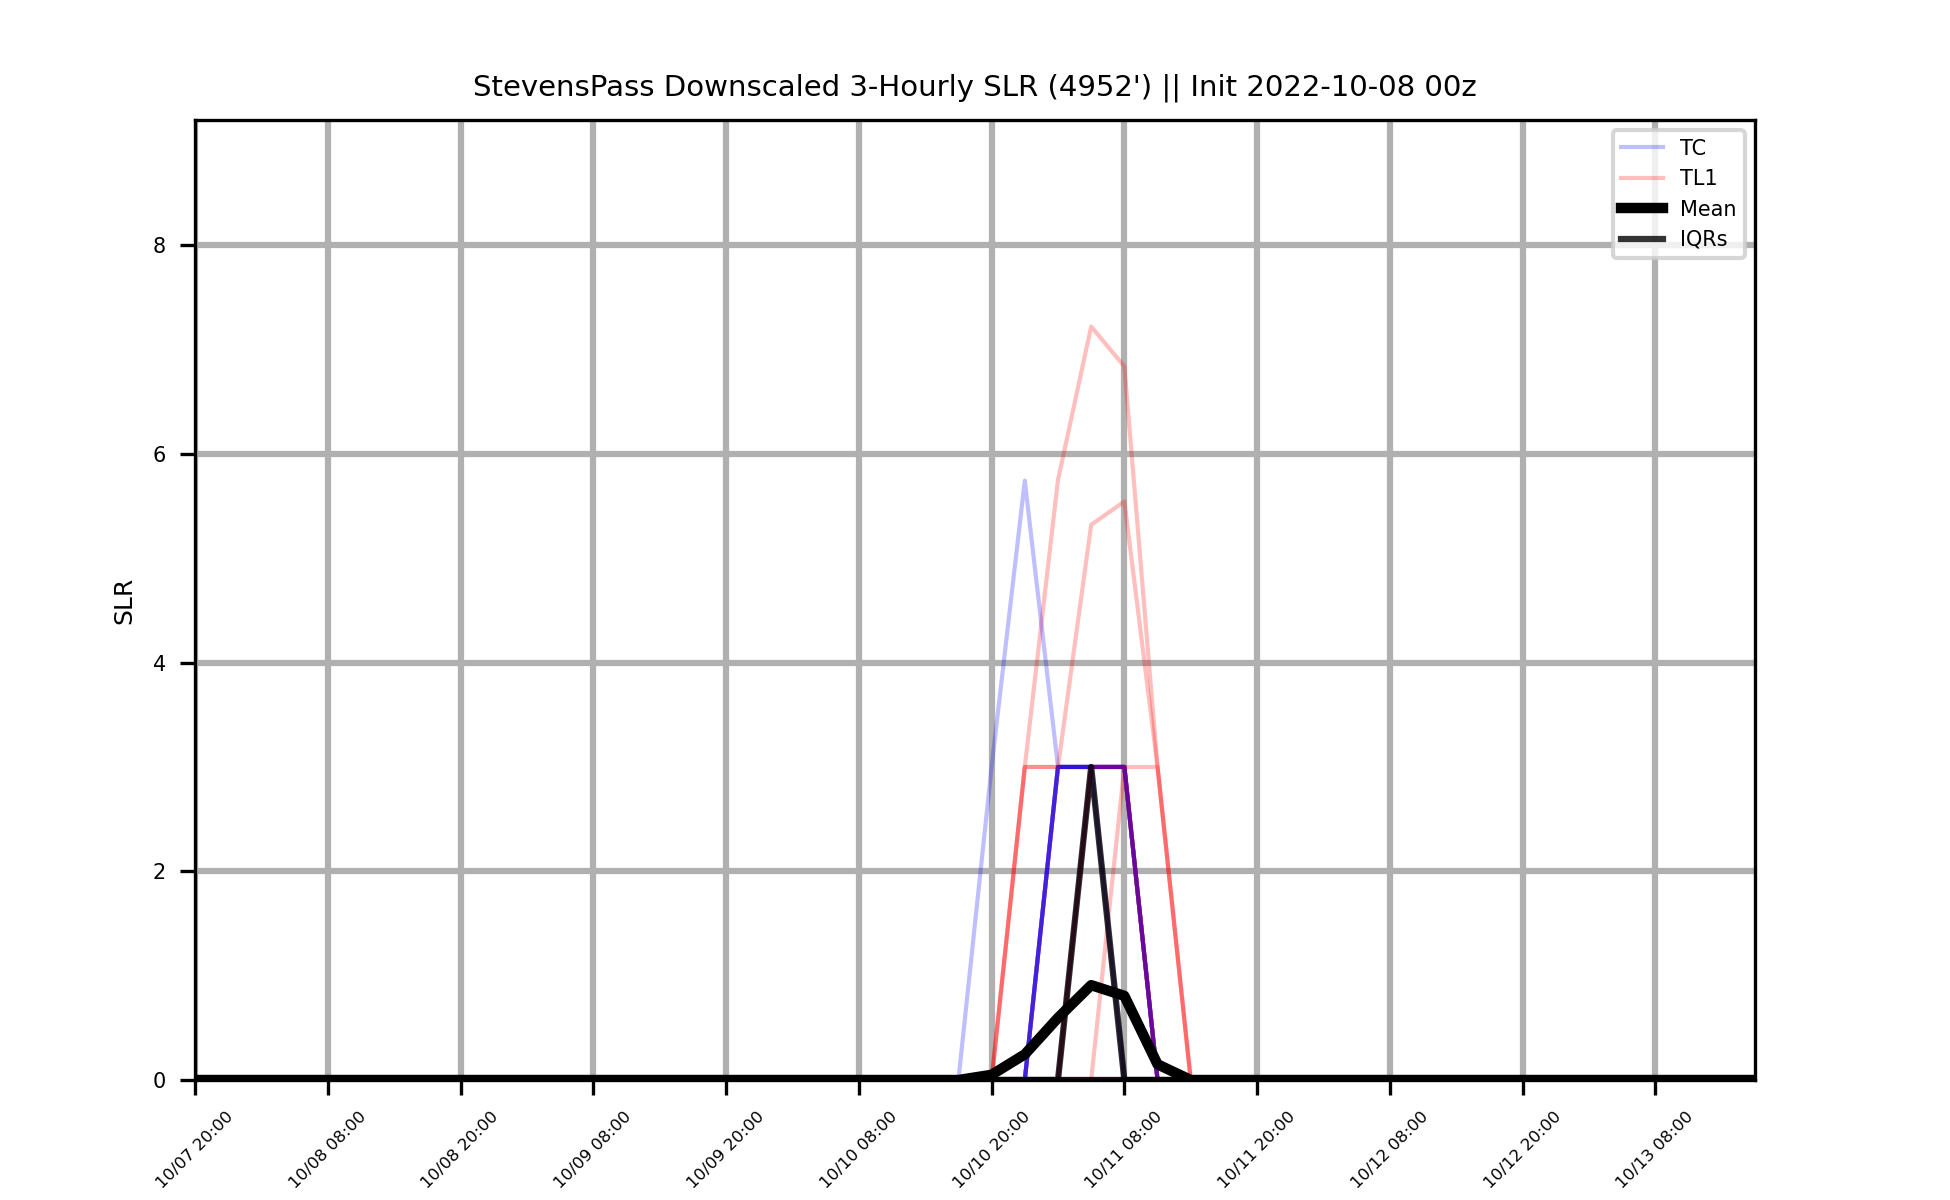 StevensPass Downscaled 3-Hourly SLR (4952') || Init 2022-10-08 00z
TC
TL1
Mean
IQRs
SLR
8
6
4
2
0
10/07 20:00
10/08 08:00
10/08 20:00
10/09 08:00
10/09 20:00
10/10 08:00
10/10 20:00
10/11 08:00
10/11 20:00
10/12 08:00
10/12 20:00
10/13 08:00